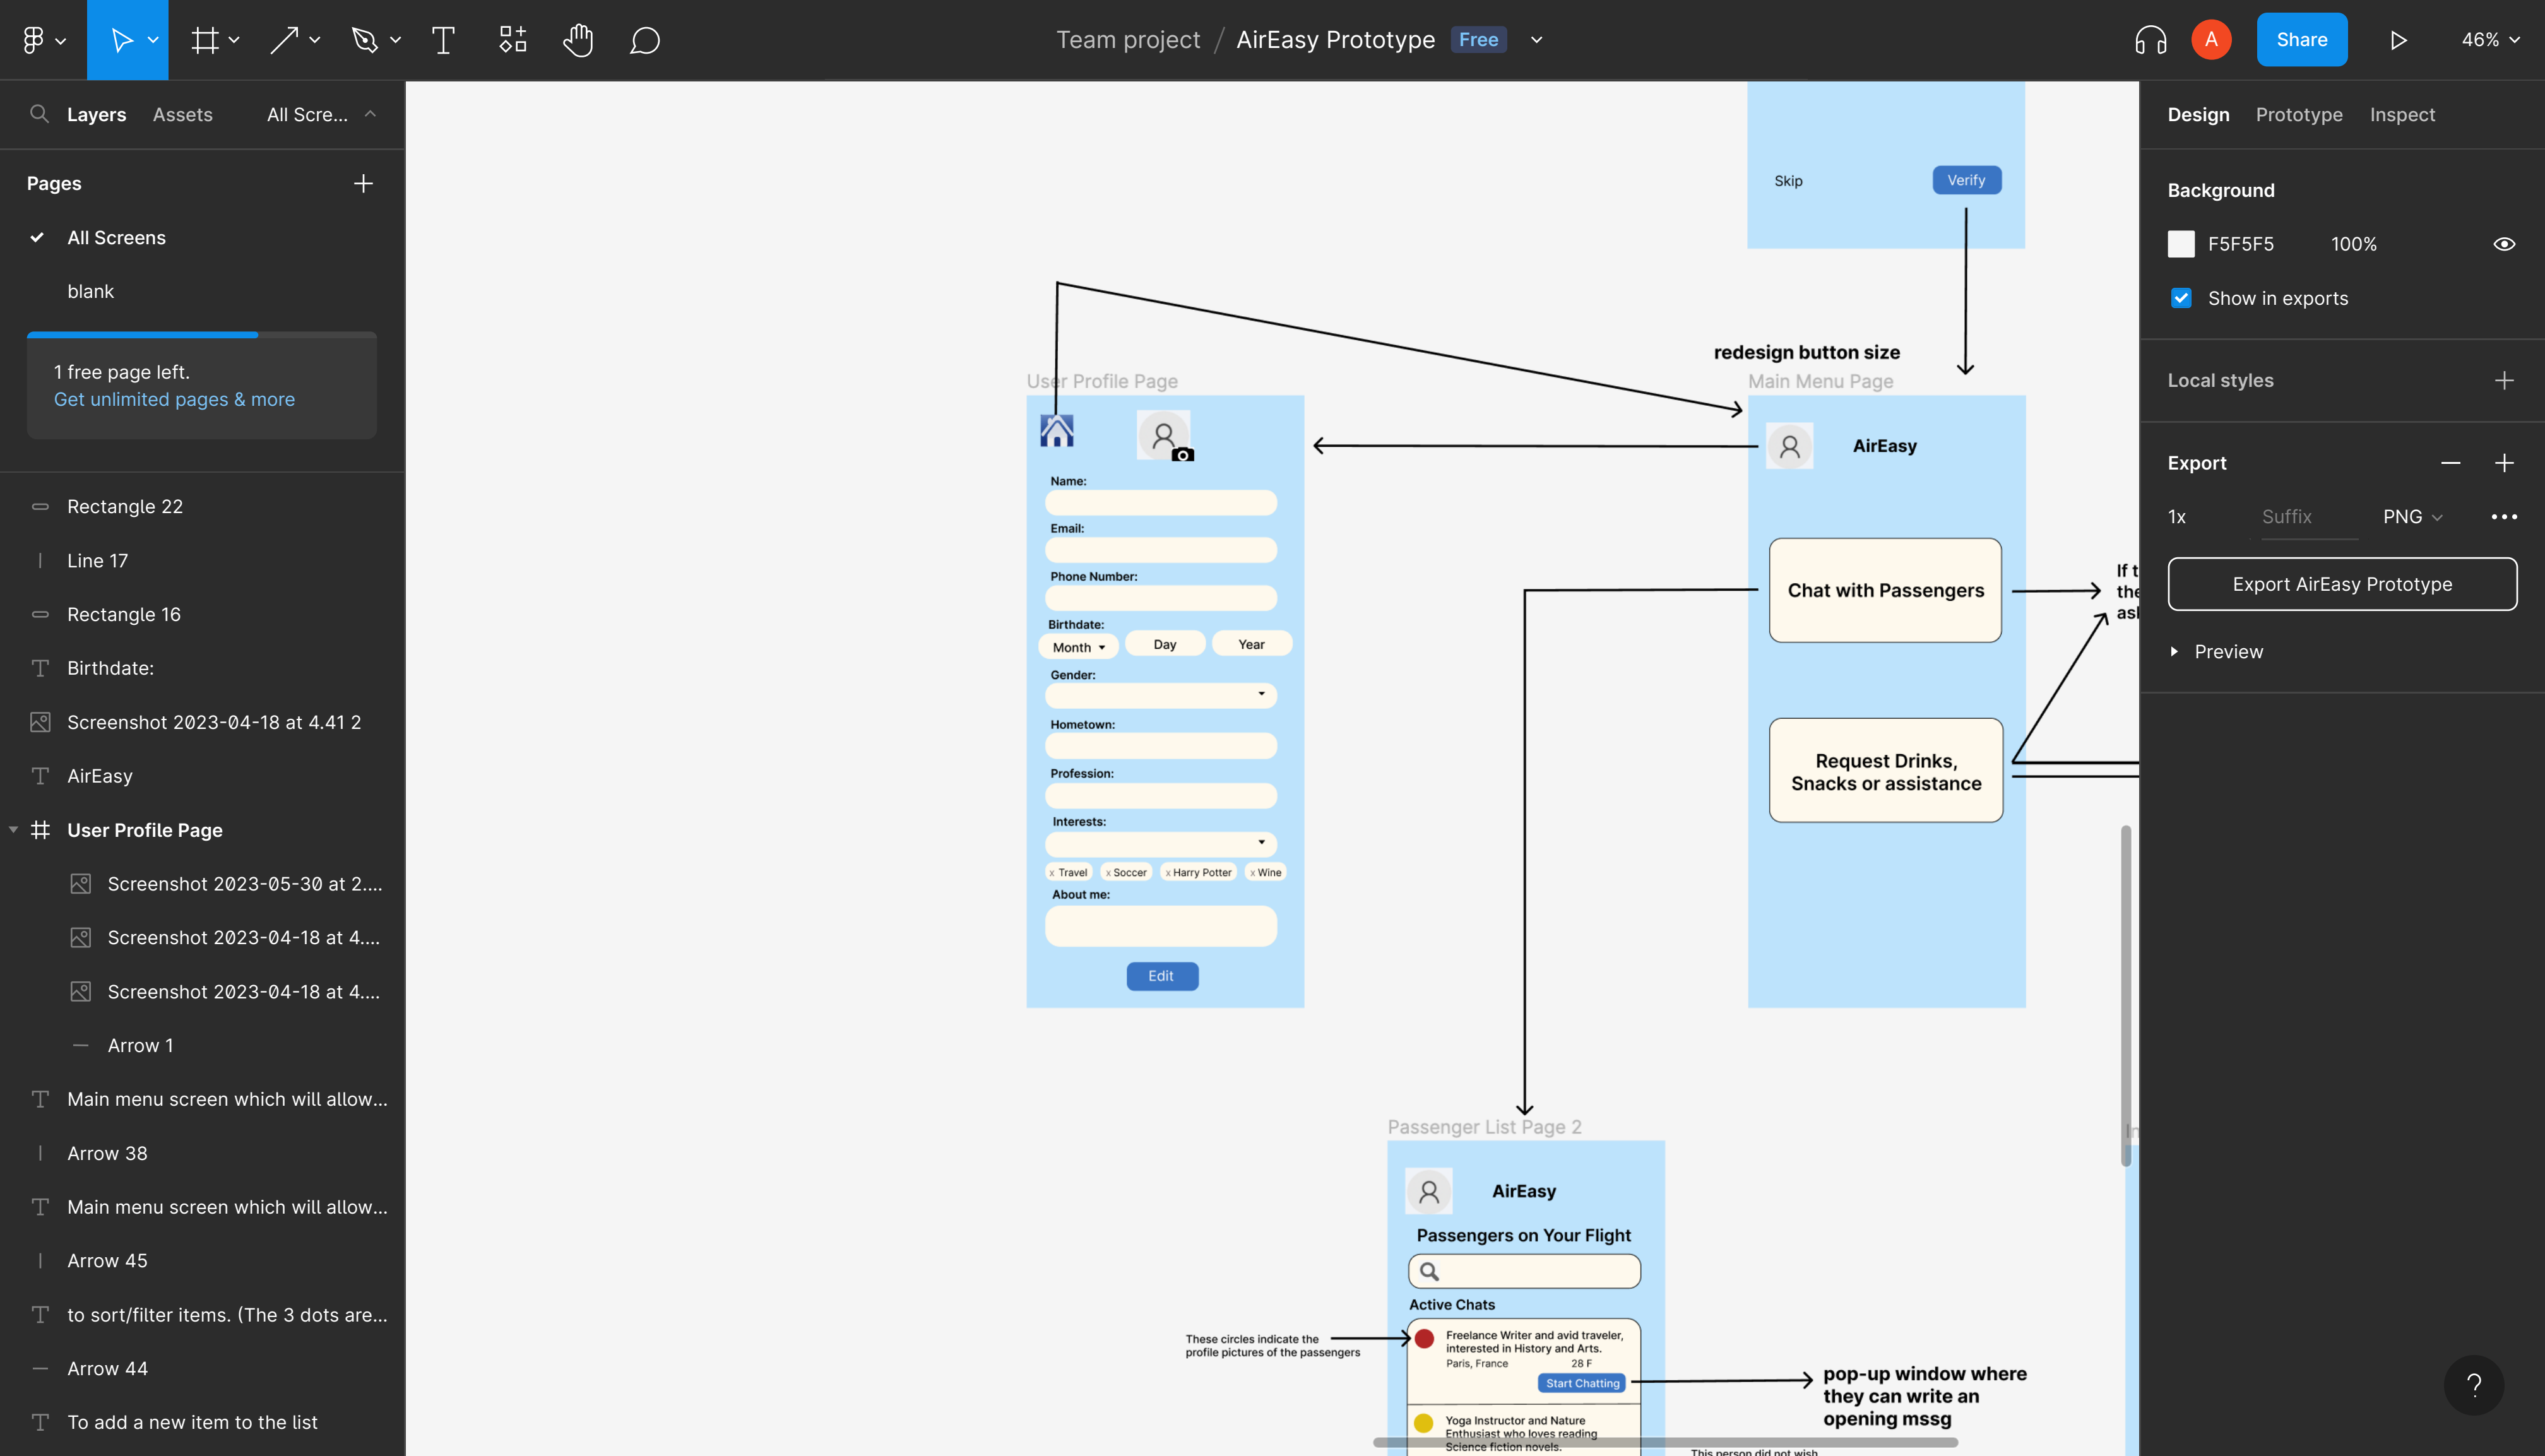 Team project / AirEasy Prototype Free
A
Share
46%
Layers
Assets
All Scre...
Pages
All Screens
blank
1 free page left.
Get unlimited pages & more
Rectangle 22
Line 17
Rectangle 16
Birthdate:
Screenshot 2023-04-18 at 4.41 2
AirEasy
User Profile Page
Screenshot 2023-05-30 at 2....
Screenshot 2023-04-18 at 4....
Screenshot 2023-04-18 at 4....
Arrow 1
Main menu screen which will allow...
Arrow 38
Main menu screen which will allow...
Arrow 45
to sort/filter items. (The 3 dots are...
Arrow 44
To add a new item to the list
Skip
Verify
redesign button size
User Profile Page
Name:
Email:
Phone Number:
Birthdate:
Month
Day
Year
Gender:
Hometown:
Profession:
Interests:
x Travel
x Soccer
x Harry Potter
x Wine
About me:
Edit
Main Menu Page
AirEasy
Chat with Passengers
Request Drinks,
Snacks or assistance
If t
the
asl
Passenger List Page 2
AirEasy
Passengers on Your Flight
Active Chats
These circles indicate the
profile pictures of the passengers
Freelance Writer and avid traveler,
interested in History and Arts.
Paris, France
28 F
Start Chatting
pop-up window where
they can write an
opening mssg
Yoga Instructor and Nature
Enthusiast who loves reading
Science fiction novels.
This person did not wish
In
Design
Prototype
Inspect
Background
F5F5F5
100%
Show in exports
Local styles
Export
1x
Suffix
PNG
Export AirEasy Prototype
Preview
?